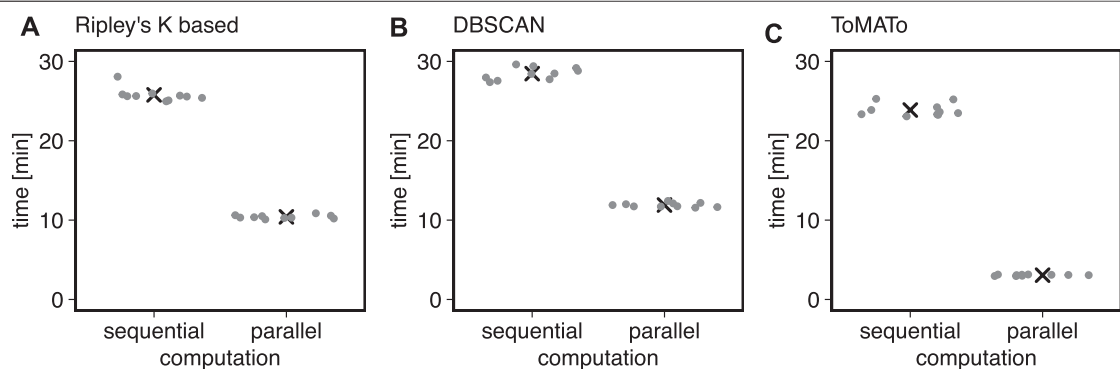 A Ripley's K based
30
20
10
0
time [min]
sequential parallel
computation
B DBSCAN
30
20
10
0
time [min]
sequential parallel
computation
C ToMATo
30
20
10
0
time [min]
sequential parallel
computation